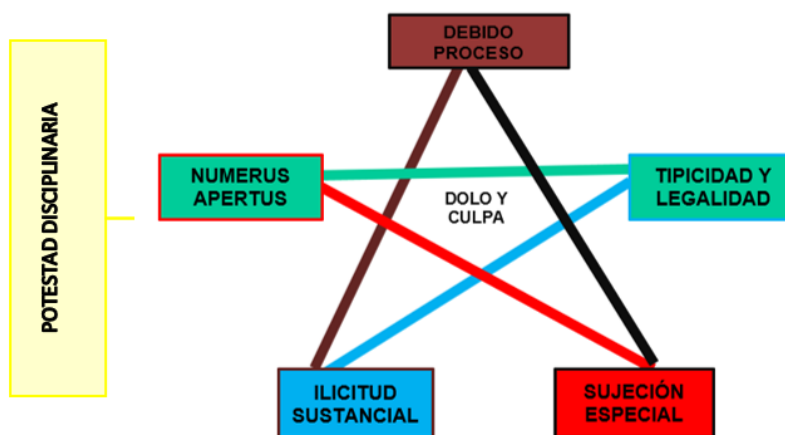 POTESTAD DISCIPLINARIA
DEBIDO
PROCESO
NUMERUS
APERTUS
TIPICIDAD Y
LEGALIDAD
DOLO Y
CULPA
ILICITUD
SUSTANCIAL
SUJECIÓN
ESPECIAL